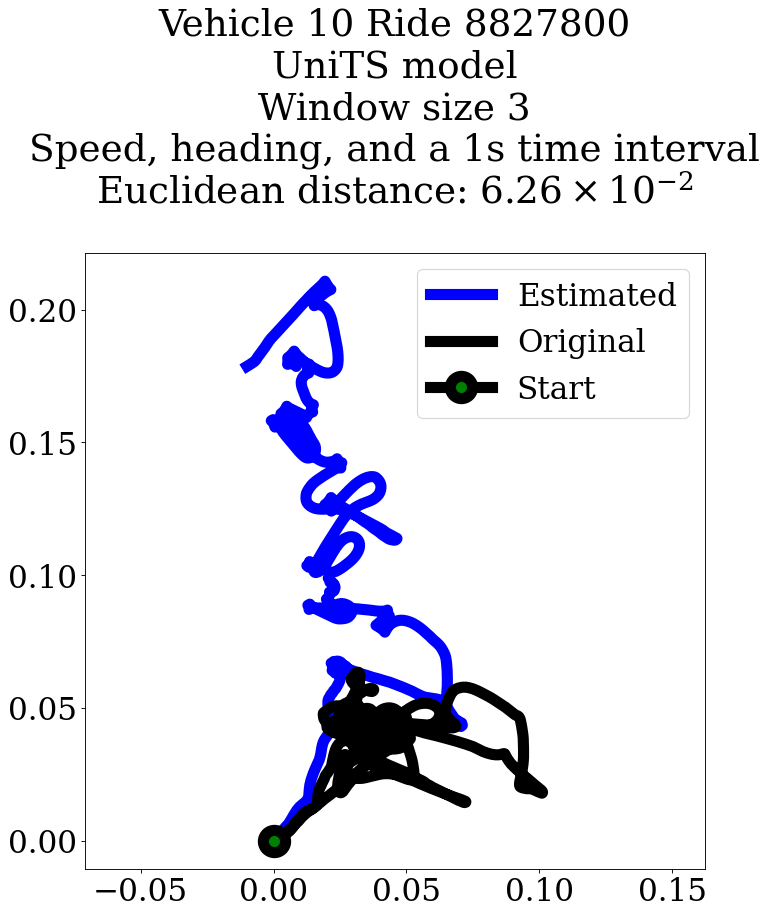 Vehicle 10 Ride 8827800
UniTS model
Window size 3
Speed, heading, and a 1s time interval
Euclidean distance: 6.26 × 10⁻²
Estimated
Original
Start
0.20
0.15
0.10
0.05
0.00
−0.05 0.00 0.05 0.10 0.15